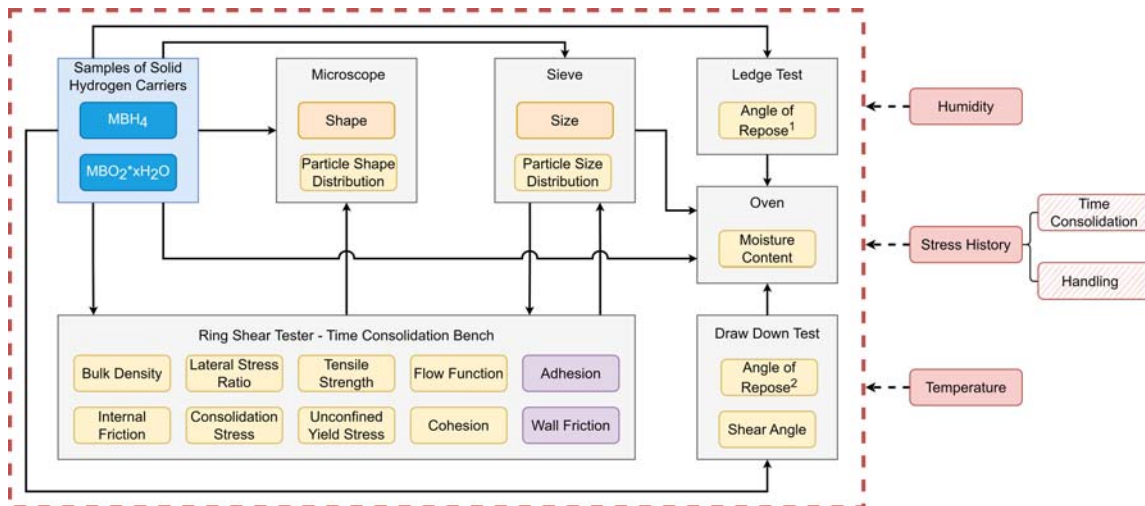 Samples of Solid
Hydrogen Carriers
MBH₄
MBO₂*xH₂O
Microscope
Shape
Particle Shape
Distribution
Sieve
Size
Particle Size
Distribution
Ledge Test
Angle of
Repose¹
Oven
Moisture
Content
Ring Shear Tester - Time Consolidation Bench
Bulk Density
Lateral Stress
Ratio
Tensile
Strength
Flow Function
Adhesion
Internal
Friction
Consolidation
Stress
Unconfined
Yield Stress
Cohesion
Wall Friction
Draw Down Test
Angle of
Repose²
Shear Angle
Humidity
Stress History
Time
Consolidation
Handling
Temperature